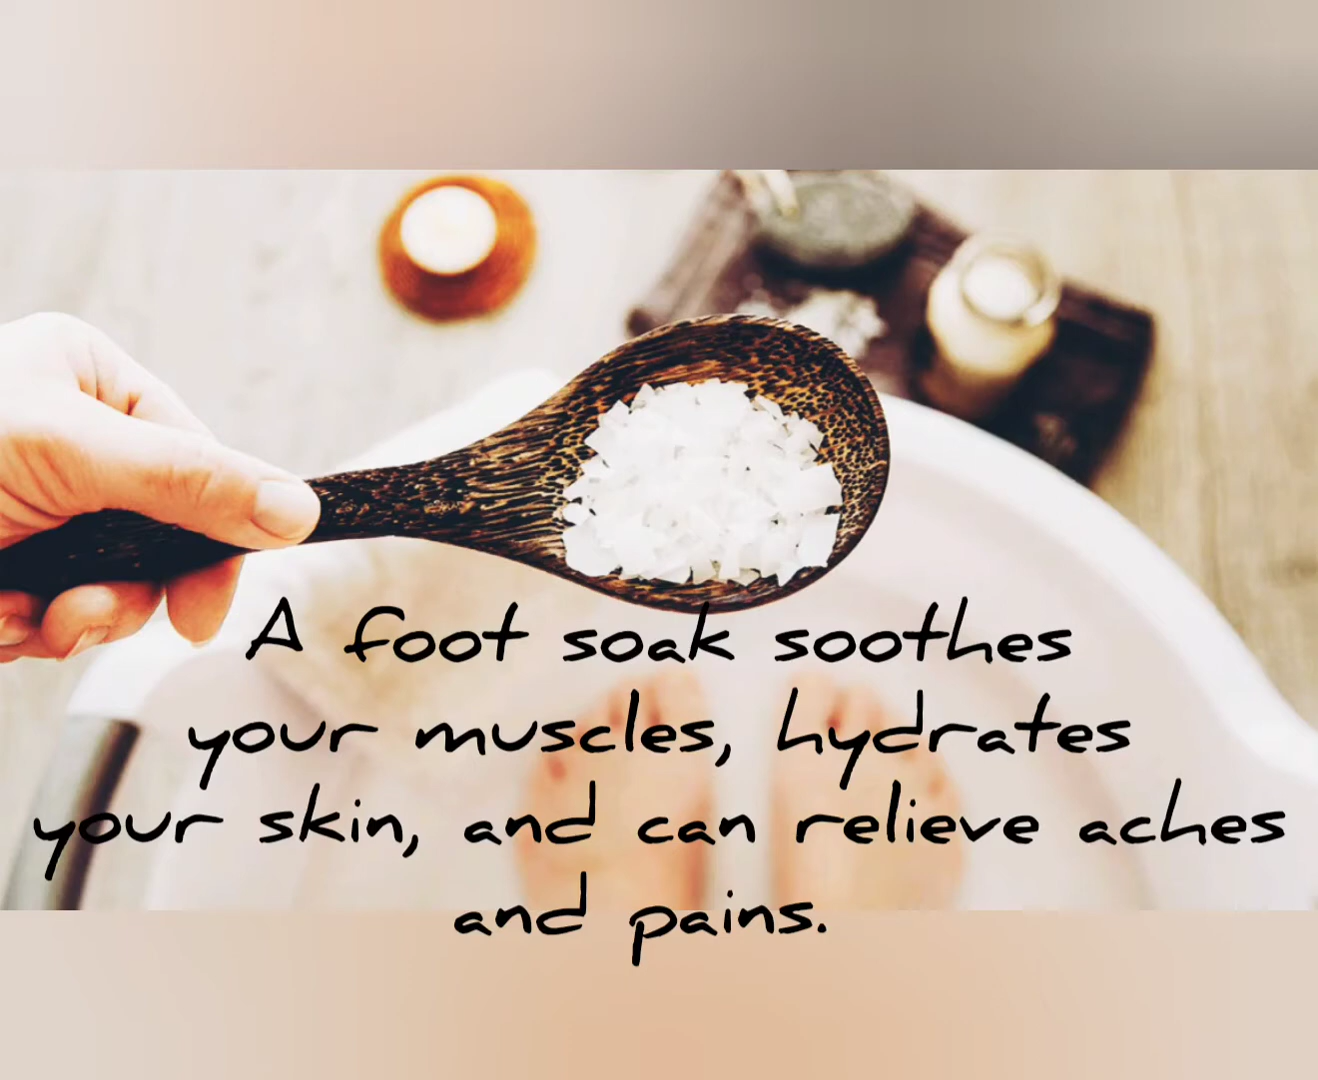 A foot soak soothes
your muscles, hydrates
your skin, and can relieve aches
and pains.